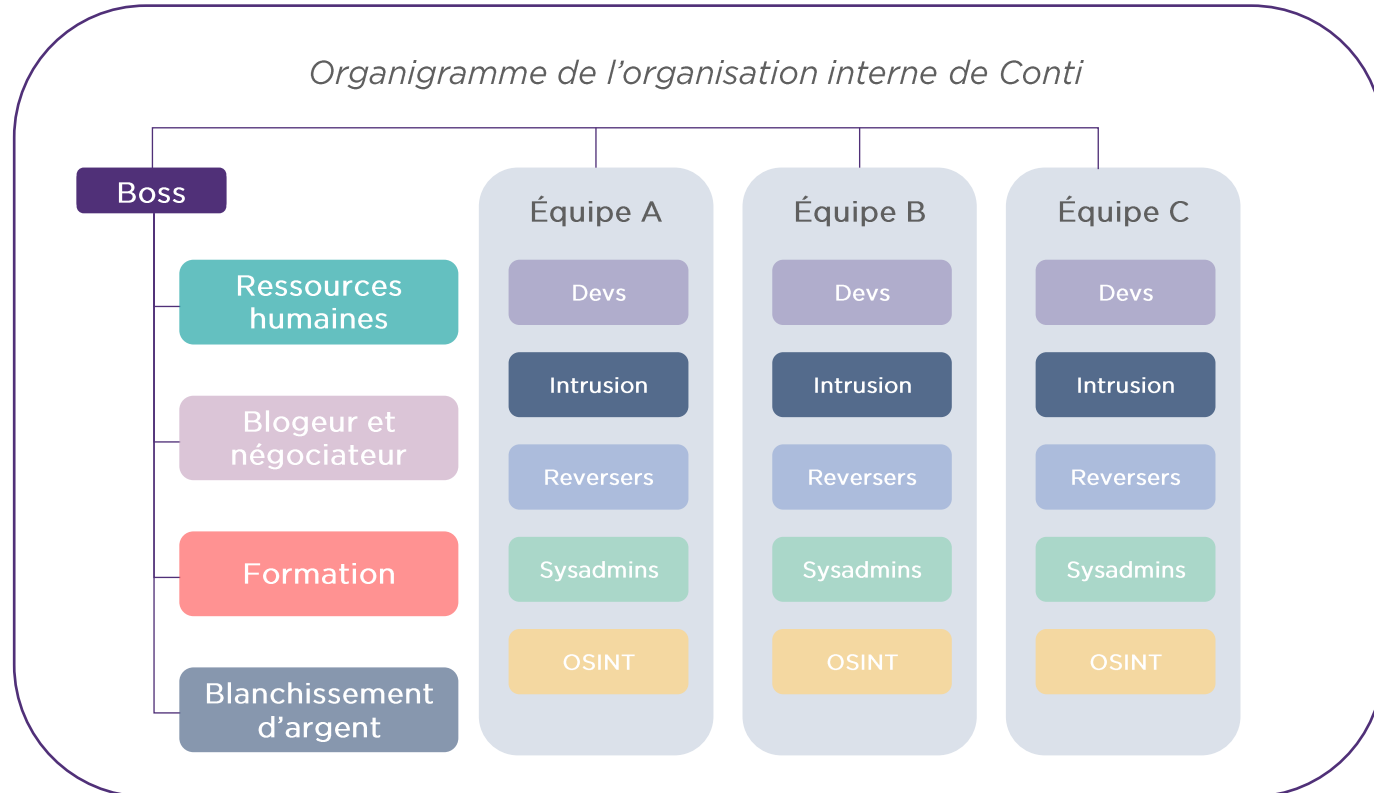 Organigramme de l'organisation interne de Conti
Boss
Ressources
humaines
Blogeur et
négociateur
Formation
Blanchissement
d'argent
Équipe A
Devs
Intrusion
Reversers
Sysadmins
OSINT
Équipe B
Devs
Intrusion
Reversers
Sysadmins
OSINT
Équipe C
Devs
Intrusion
Reversers
Sysadmins
OSINT